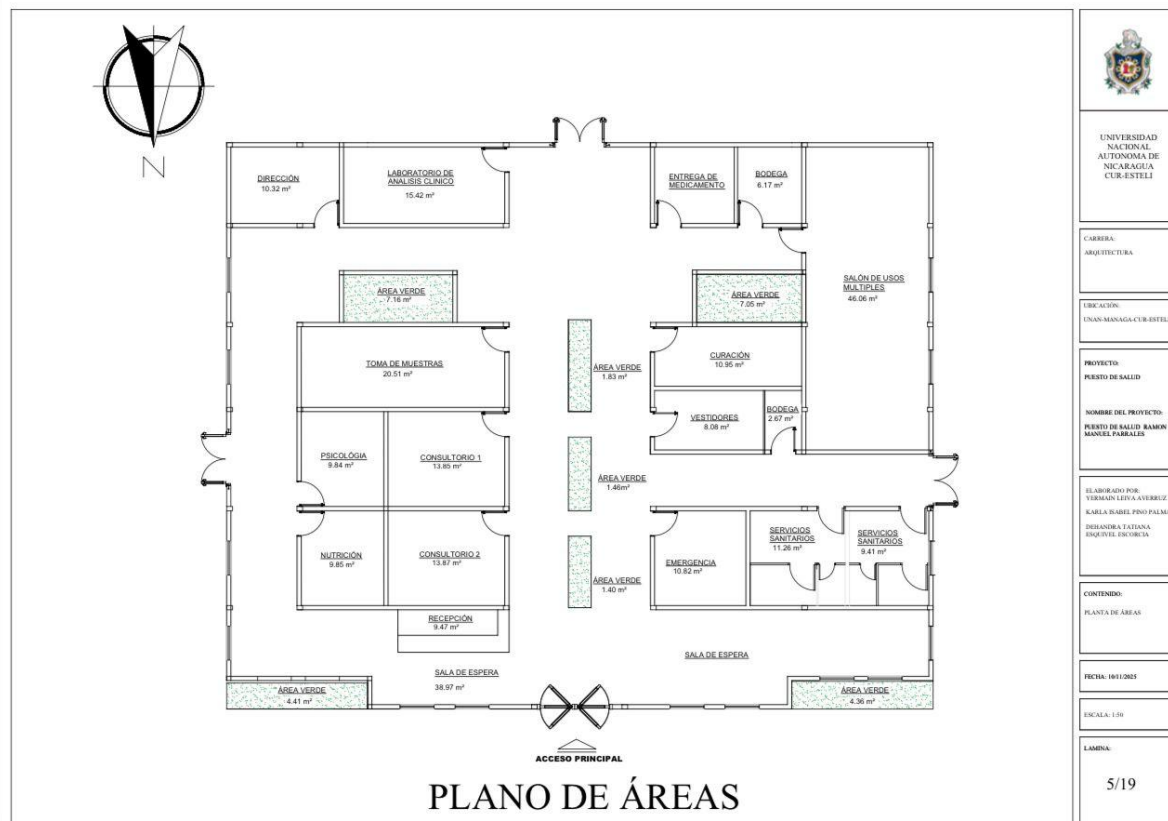 N
DIRECCIÓN
10.32 m²
LABORATORIO DE
ANALISIS CLINICO
15.42 m²
ENTREGA DE
MEDICAMENTO
BODEGA
6.17 m²
SALÓN DE USOS
MULTIPLES
46.06 m²
ÁREA VERDE
7.16 m²
ÁREA VERDE
7.05 m²
TOMA DE MUESTRAS
20.51 m²
ÁREA VERDE
1.83 m²
CURACIÓN
10.95 m²
VESTIDORES
8.08 m²
BODEGA
2.67 m²
PSICOLÓGIA
9.84 m²
CONSULTORIO 1
13.85 m²
ÁREA VERDE
1.46m²
NUTRICIÓN
9.85 m²
CONSULTORIO 2
13.87 m²
ÁREA VERDE
1.40 m²
EMERGENCIA
10.82 m²
SERVICIOS
SANITARIOS
11.26 m²
SERVICIOS
SANITARIOS
9.41 m²
RECEPCIÓN
9.47 m²
SALA DE ESPERA
38.97 m²
SALA DE ESPERA
ÁREA VERDE
4.41 m²
ÁREA VERDE
4.36 m²
ACCESO PRINCIPAL
PLANO DE ÁREAS
UNIVERSIDAD
NACIONAL
AUTONOMA DE
NICARAGUA
CUR-ESTELÍ
CARRERA:
ARQUITECTURA
UBICACIÓN:
UNAN-MANAGA-CUR-ESTELI
PROYECTO:
PUESTO DE SALUD
NOMBRE DEL PROYECTO:
PUESTO DE SALUD RAMON
MANUEL PARRALES
ELABORADO POR:
YERMAIN LEIVA AVERRUZ
KARLA ISABEL PINO PALMA
DEHANDRA TATIANA
ESQUIVEL ESCORCIA
CONTENIDO:
PLANTA DE ÁREAS
FECHA: 10/11/2025
ESCALA: 1:50
LAMINA:
5/19